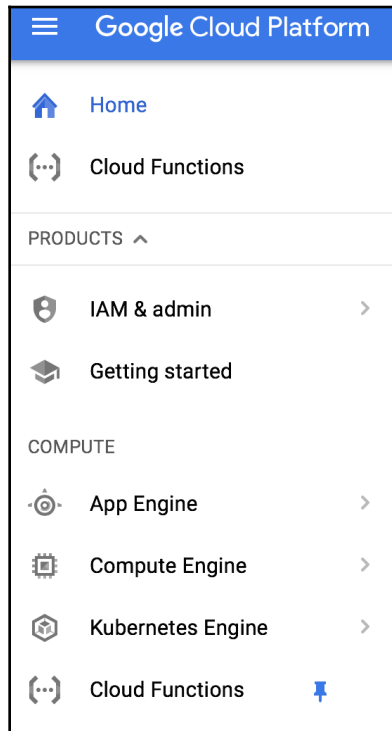 Google Cloud Platform
Home
Cloud Functions
PRODUCTS
IAM & admin
Getting started
COMPUTE
App Engine
Compute Engine
Kubernetes Engine
Cloud Functions